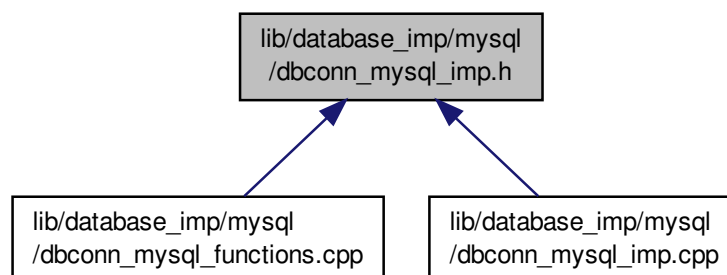 lib/database_imp/mysql
/dbconn_mysql_imp.h
lib/database_imp/mysql
/dbconn_mysql_functions.cpp
lib/database_imp/mysql
/dbconn_mysql_imp.cpp